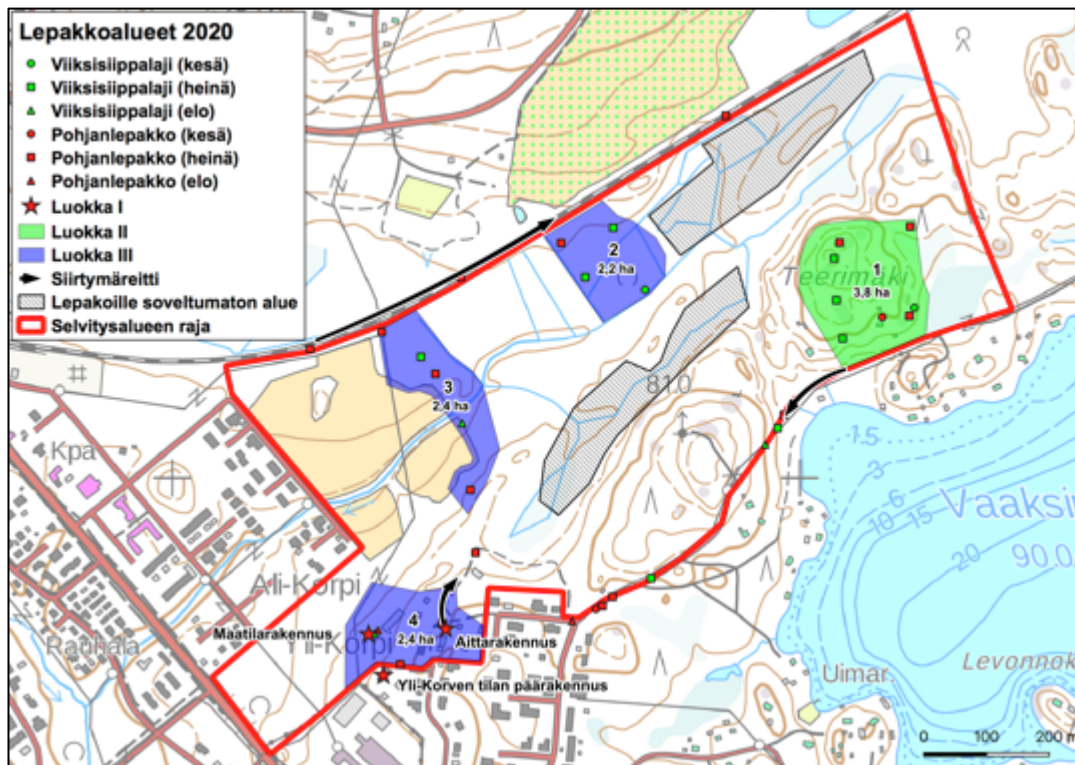 Lepakkoalueet 2020
Viiksisiippalaji (kesä)
Viiksisiippalaji (heinä)
Viiksisiippalaji (elo)
Pohjanlepakko (kesä)
Pohjanlepakko (heinä)
Pohjanlepakko (elo)
Luokka I
Luokka II
Luokka III
Siirtymäreitti
Lepakoille soveltumaton alue
Selvitysalueen raja
2
2,2 ha
1
Teerimäki
3,8 ha
3
2,4 ha
81.0
Kpa
15
3
6
10
15
20
Vaaksi
90.0
Ali-Korpi
Rauhala
4
2,4 ha
Maatilarakennus
Yli-Korpi
Aittarakennus
Yli-Korven tilan päärakennus
Uimar.
Levonnok
0 100 200 m